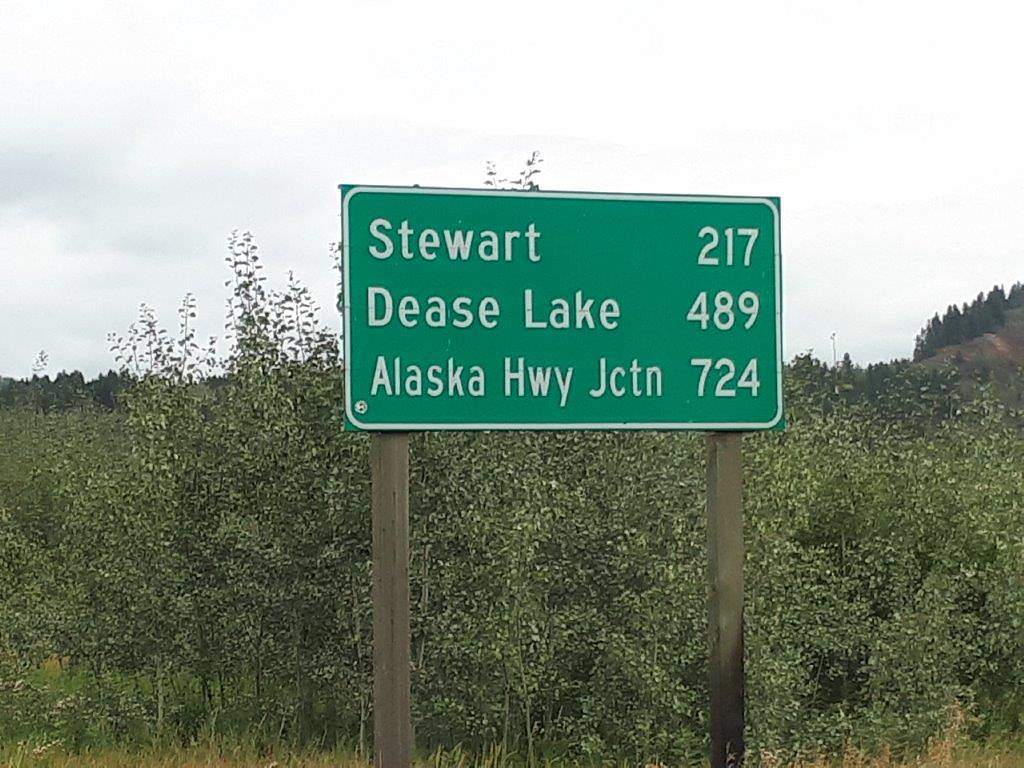 Stewart 217
Dease Lake 489
Alaska Hwy Jctn 724